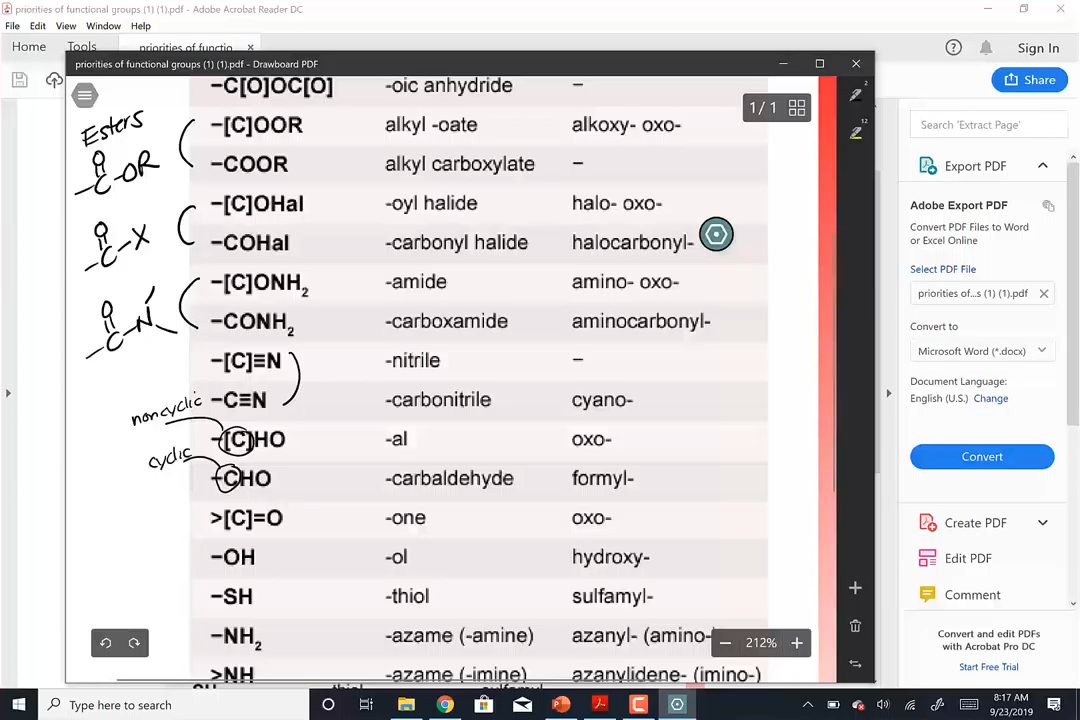 priorities of functional groups (1) (1).pdf - Adobe Acrobat Reader DC
File Edit View Window Help
Home Tools priorities of functio... × Sign In
priorities of functional groups (1) (1).pdf - Drawboard PDF
Share
1/1
2
12
–C[O]OC[O] -oic anhydride –
–[C]OOR alkyl -oate alkoxy- oxo-
–COOR alkyl carboxylate –
–[C]OHal -oyl halide halo- oxo-
–COHal -carbonyl halide halocarbonyl-
–[C]ONH₂ -amide amino- oxo-
–CONH₂ -carboxamide aminocarbonyl-
–[C]≡N -nitrile –
–C≡N -carbonitrile cyano-
–[C]HO -al oxo-
–CHO -carbaldehyde formyl-
>[C]=O -one oxo-
–OH -ol hydroxy-
–SH -thiol sulfamyl-
–NH₂ -azame (-amine) azanyl- (amino-
>NH -azame (-imine) azanylidene- (imino-)
Esters
O
C OR
O
C X
O
C N
noncyclic
cyclic
212%
Search 'Extract Page'
Export PDF
Adobe Export PDF
Convert PDF Files to Word
or Excel Online
Select PDF File
priorities of...s (1) (1).pdf ×
Convert to
Microsoft Word (*.docx)
Document Language:
English (U.S.) Change
Convert
Create PDF
Edit PDF
Comment
Convert and edit PDFs
with Acrobat Pro DC
Start Free Trial
Type here to search
8:17 AM
9/23/2019